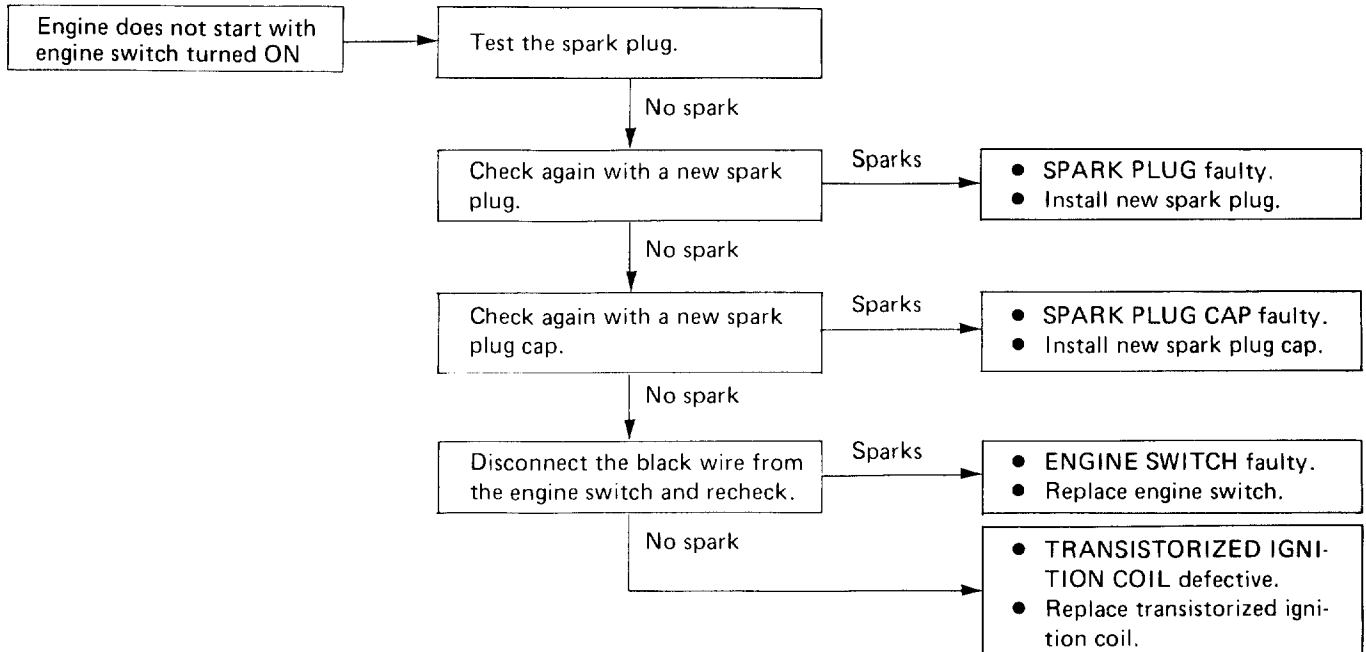 Engine does not start with
engine switch turned ON
Test the spark plug.
No spark
Check again with a new spark
plug.
Sparks
● SPARK PLUG faulty.
● Install new spark plug.
No spark
Check again with a new spark
plug cap.
Sparks
● SPARK PLUG CAP faulty.
● Install new spark plug cap.
No spark
Disconnect the black wire from
the engine switch and recheck.
Sparks
● ENGINE SWITCH faulty.
● Replace engine switch.
No spark
● TRANSISTORIZED IGNI-
TION COIL defective.
● Replace transistorized igni-
tion coil.